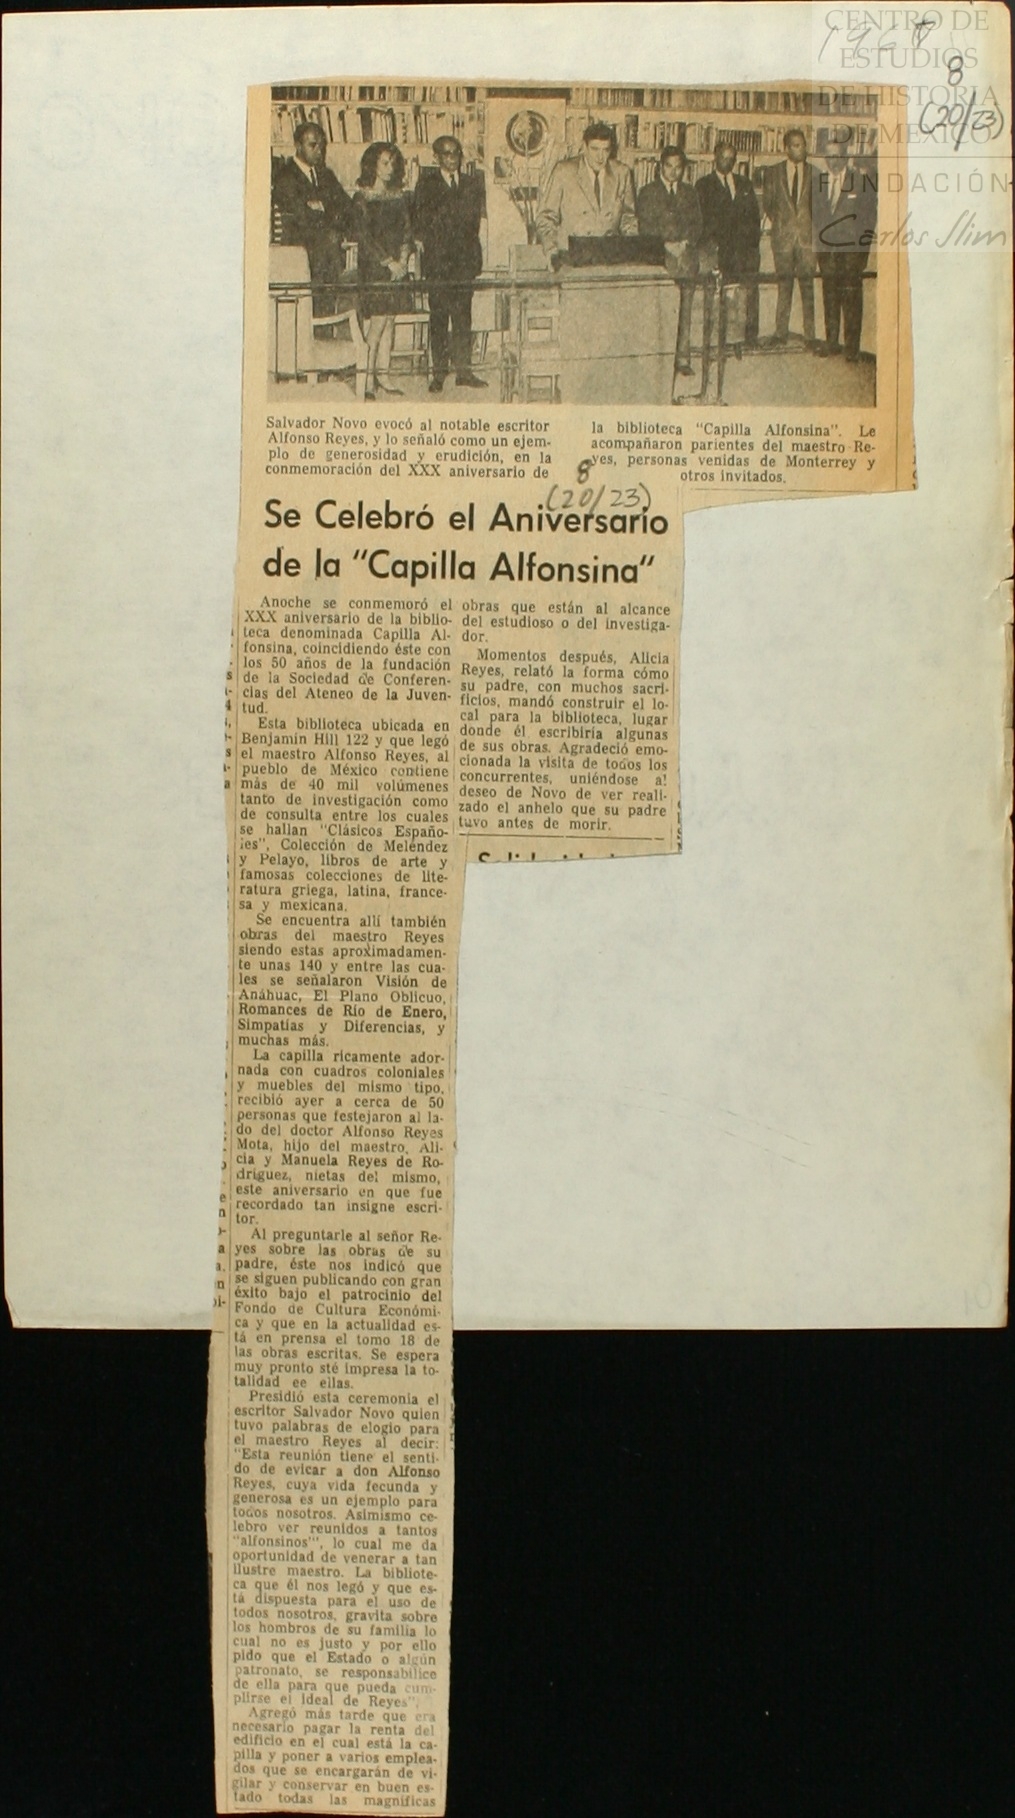 CENTRO DE
ESTUDIOS
DE HISTORIA
DE MÉXICO
FUNDACIÓN
Carlos Slim
8
(20/23)
Salvador Novo evocó al notable escritor
Alfonso Reyes, y lo señaló como un ejem-
plo de generosidad y erudición, en la
conmemoración del XXX aniversario de
la biblioteca "Capilla Alfonsina". Le
acompañaron parientes del maestro Re-
yes, personas venidas de Monterrey y
otros invitados.
8
(20/23)
Se Celebró el Aniversario
de la "Capilla Alfonsina"
Anoche se conmemoró el
XXX aniversario de la biblio-
teca denominada Capilla Al-
fonsina, coincidiendo éste con
los 50 años de la fundación
de la Sociedad de Conferen-
cias del Ateneo de la Juven-
tud.
Esta biblioteca ubicada en
Benjamín Hill 122 y que legó
el maestro Alfonso Reyes, al
pueblo de México contiene
más de 40 mil volúmenes
tanto de investigación como
de consulta entre los cuales
se hallan "Clásicos Españo-
les", Colección de Meléndez
y Pelayo, libros de arte y
famosas colecciones de lite-
ratura griega, latina, france-
sa y mexicana.
Se encuentra allí también
obras del maestro Reyes
siendo estas aproximadamen-
te unas 140 y entre las cua-
les se señalaron Visión de
Anáhuac, El Plano Oblicuo,
Romances de Río de Enero,
Simpatías y Diferencias, y
muchas más.
La capilla ricamente ador-
nada con cuadros coloniales
y muebles del mismo tipo,
recibió ayer a cerca de 50
personas que festejaron al la-
do del doctor Alfonso Reyes
Mota, hijo del maestro, Ali-
cia y Manuela Reyes de Ro-
dríguez, nietas del mismo,
este aniversario en que fue
recordado tan insigne escri-
tor.
Al preguntarle al señor Re-
yes sobre las obras de su
padre, éste nos indicó que
se siguen publicando con gran
éxito bajo el patrocinio del
Fondo de Cultura Económi-
ca y que en la actualidad es-
tá en prensa el tomo 18 de
las obras escritas. Se espera
muy pronto sté impresa la to-
talidad ee ellas.
Presidió esta ceremonia el
escritor Salvador Novo quien
tuvo palabras de elogio para
el maestro Reyes al decir:
"Esta reunión tiene el senti-
do de evicar a don Alfonso
Reyes, cuya vida fecunda y
generosa es un ejemplo para
todos nosotros. Asimismo ce-
lebro ver reunidos a tantos
"alfonsinos"', lo cual me da
oportunidad de venerar a tan
ilustre maestro. La bibliote-
ca que él nos legó y que es-
tá dispuesta para el uso de
todos nosotros, gravita sobre
los hombros de su familia lo
cual no es justo y por ello
pido que el Estado o algún
patronato, se responsabilice
de ella para que pueda cum-
plirse el ideal de Reyes".
Agregó más tarde que era
necesario pagar la renta del
edificio en el cual está la ca-
pilla y poner a varios emplea-
dos que se encargarán de vi-
gilar y conservar en buen es-
tado todas las magníficas
obras que están al alcance
del estudioso o del investiga-
dor.
Momentos después, Alicia
Reyes, relató la forma cómo
su padre, con muchos sacri-
ficios, mandó construir el lo-
cal para la biblioteca, lugar
donde él escribiría algunas
de sus obras. Agradeció emo-
cionada la visita de todos los
concurrentes, uniéndose al
deseo de Novo de ver reali-
zado el anhelo que su padre
tuvo antes de morir.